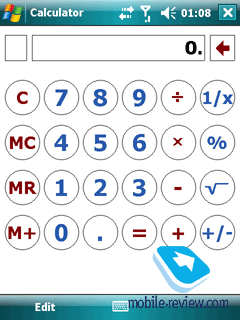 Calculator 01:08
0.
C 7 8 9 ÷ 1/x
MC 4 5 6 × %
MR 1 2 3 - √
M+ 0 . = + +/-
Edit
mobile-review.com